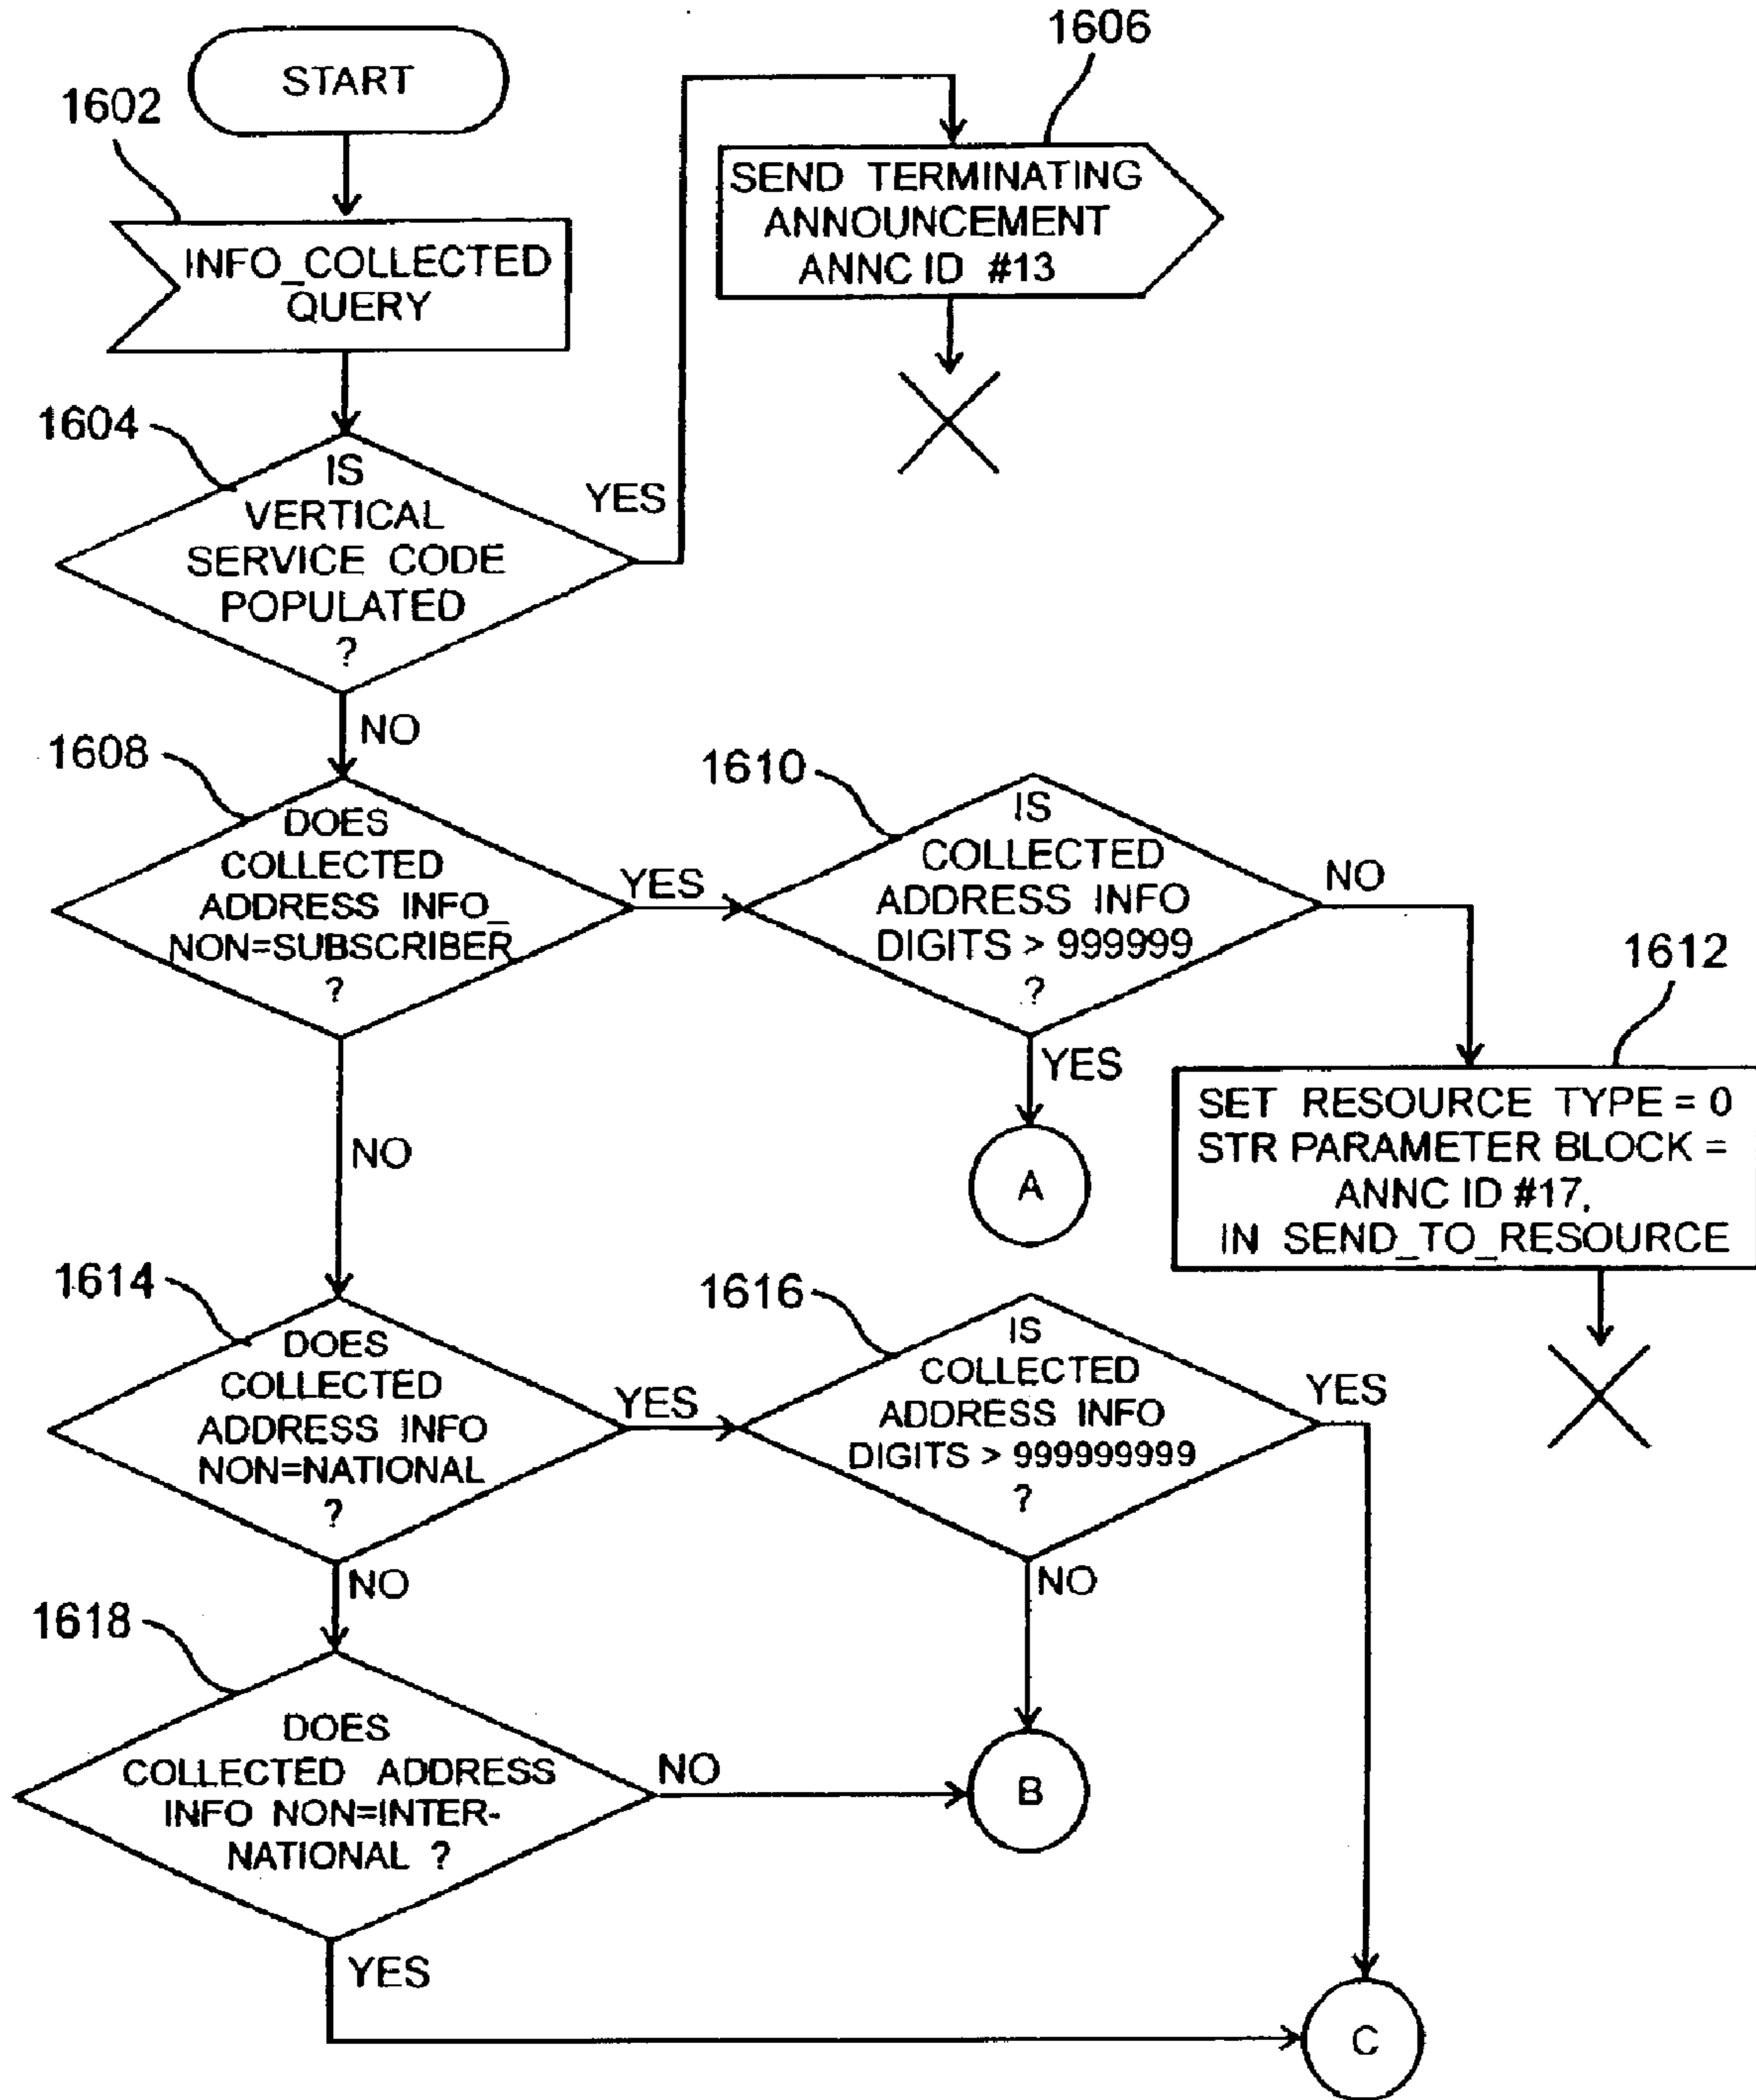 1606
START
1602
SEND TERMINATING
ANNOUNCEMENT
ANNC ID #13
INFO_COLLECTED
QUERY
1604
IS
VERTICAL
SERVICE CODE
POPULATED
?
YES
NO
1608
DOES
COLLECTED
ADDRESS INFO_
NON=SUBSCRIBER
?
YES
1610
IS
COLLECTED
ADDRESS INFO
DIGITS > 999999
?
NO
1612
YES
SET RESOURCE TYPE = 0
STR PARAMETER BLOCK =
ANNC ID #17,
IN SEND_TO_RESOURCE
A
NO
1614
DOES
COLLECTED
ADDRESS INFO
NON=NATIONAL
?
YES
1616
IS
COLLECTED
ADDRESS INFO
DIGITS > 999999999
?
YES
NO
NO
1618
DOES
COLLECTED ADDRESS
INFO NON=INTER-
NATIONAL ?
NO
B
YES
C